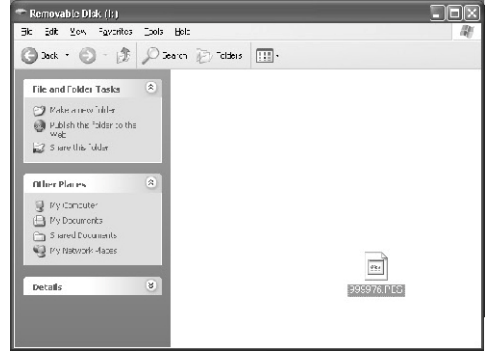 Removable Disk (I:)
File Edit View Favorites Tools Help
Back Search Folders
File and Folder Tasks
Make a new folder
Publish this folder to the
Web
Share this folder
Other Places
My Computer
My Documents
Shared Documents
My Network Places
Details